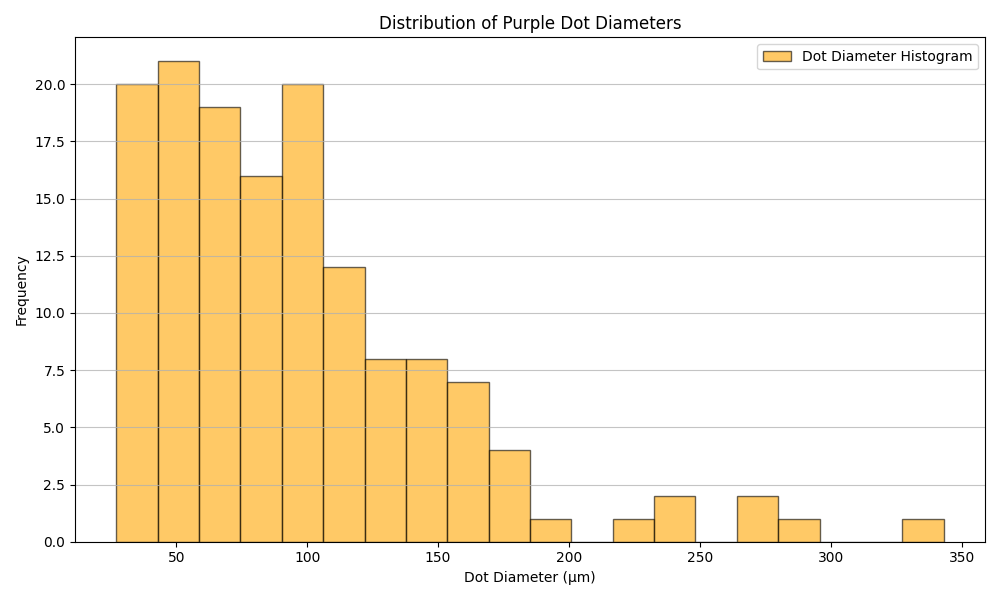 Distribution of Purple Dot Diameters
Dot Diameter Histogram
20.0
17.5
15.0
12.5
10.0
7.5
5.0
2.5
0.0
Frequency
50 100 150 200 250 300 350
Dot Diameter (μm)